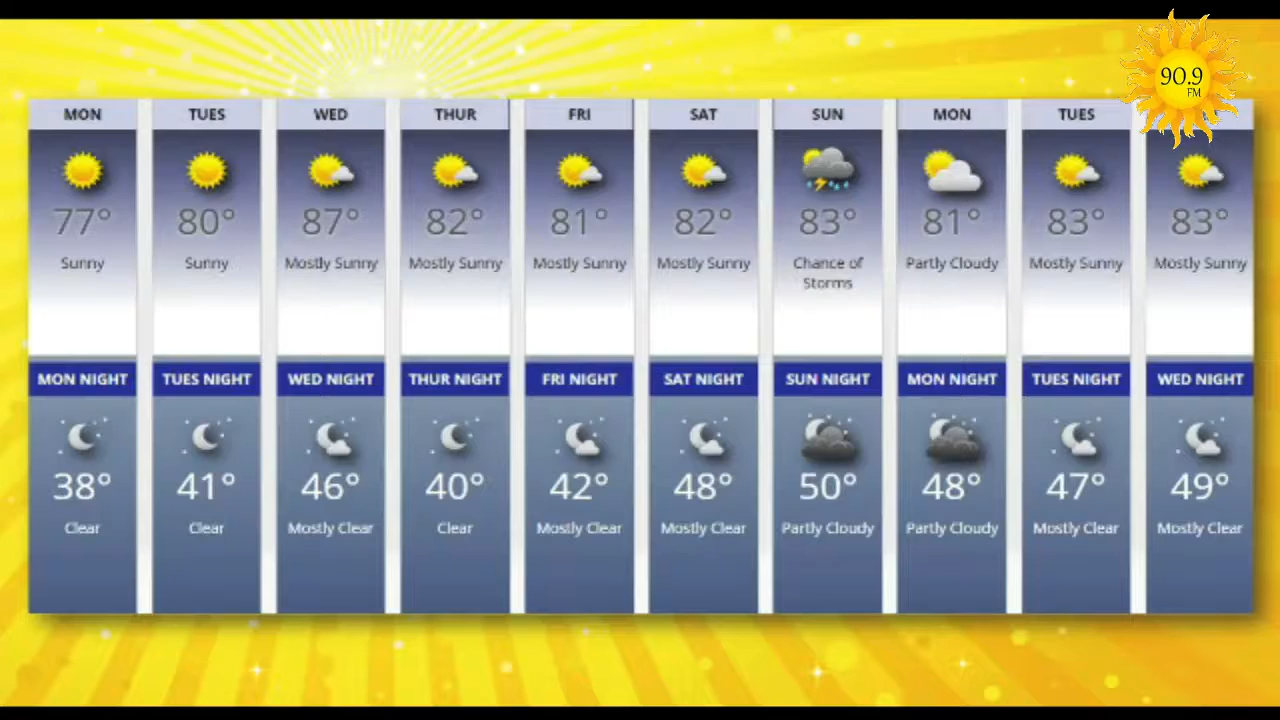 90.9
FM
MON TUES WED THUR FRI SAT SUN MON TUES
77° 80° 87° 82° 81° 82° 83° 81° 83° 83°
Sunny Sunny Mostly Sunny Mostly Sunny Mostly Sunny Mostly Sunny Chance of Partly Cloudy Mostly Sunny Mostly Sunny
Storms
MON NIGHT TUES NIGHT WED NIGHT THUR NIGHT FRI NIGHT SAT NIGHT SUN NIGHT MON NIGHT TUES NIGHT WED NIGHT
38° 41° 46° 40° 42° 48° 50° 48° 47° 49°
Clear Clear Mostly Clear Clear Mostly Clear Mostly Clear Partly Cloudy Partly Cloudy Mostly Clear Mostly Clear